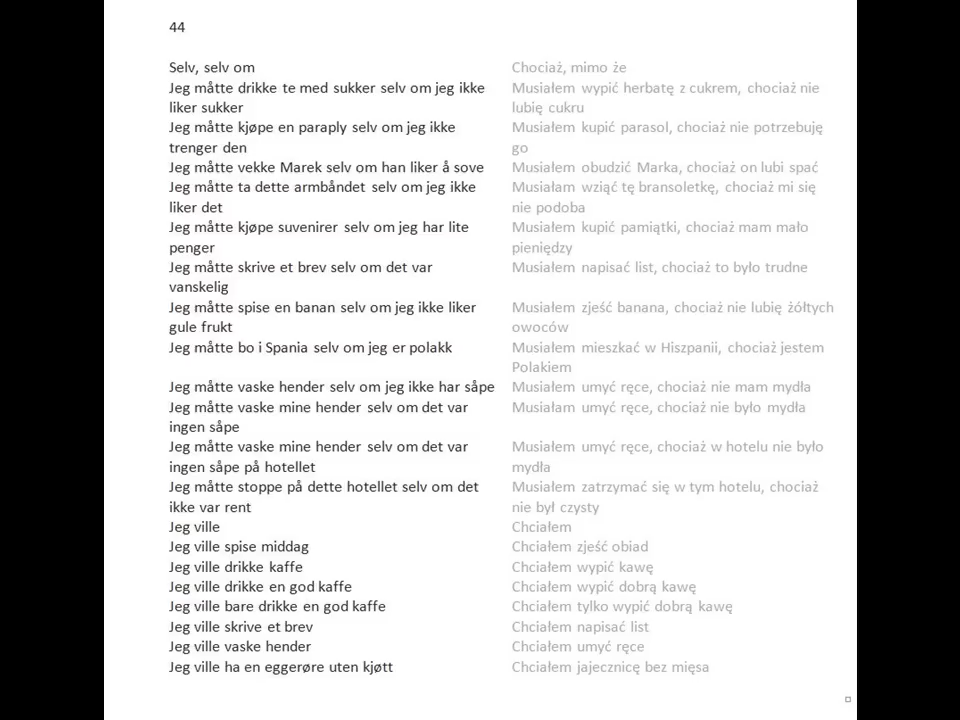 44
Selv, selv om
Chociaż, mimo że
Jeg måtte drikke te med sukker selv om jeg ikke
liker sukker
Musiałem wypić herbatę z cukrem, chociaż nie
lubię cukru
Jeg måtte kjøpe en paraply selv om jeg ikke
trenger den
Musiałem kupić parasol, chociaż nie potrzebuję
go
Jeg måtte vekke Marek selv om han liker å sove
Musiałem obudzić Marka, chociaż on lubi spać
Jeg måtte ta dette armbåndet selv om jeg ikke
liker det
Musiałam wziąć tę bransoletkę, chociaż mi się
nie podoba
Jeg måtte kjøpe suvenirer selv om jeg har lite
penger
Musiałem kupić pamiątki, chociaż mam mało
pieniędzy
Jeg måtte skrive et brev selv om det var
vanskelig
Musiałem napisać list, chociaż to było trudne
Jeg måtte spise en banan selv om jeg ikke liker
gule frukt
Musiałem zjeść banana, chociaż nie lubię żółtych
owoców
Jeg måtte bo i Spania selv om jeg er polakk
Musiałem mieszkać w Hiszpanii, chociaż jestem
Polakiem
Jeg måtte vaske hender selv om jeg ikke har såpe
Musiałem umyć ręce, chociaż nie mam mydła
Jeg måtte vaske mine hender selv om det var
ingen såpe
Musiałam umyć ręce, chociaż nie było mydła
Jeg måtte vaske mine hender selv om det var
ingen såpe på hotellet
Musiałem umyć ręce, chociaż w hotelu nie było
mydła
Jeg måtte stoppe på dette hotellet selv om det
ikke var rent
Musiałem zatrzymać się w tym hotelu, chociaż
nie był czysty
Jeg ville
Chciałem
Jeg ville spise middag
Chciałem zjeść obiad
Jeg ville drikke kaffe
Chciałem wypić kawę
Jeg ville drikke en god kaffe
Chciałem wypić dobrą kawę
Jeg ville bare drikke en god kaffe
Chciałem tylko wypić dobrą kawę
Jeg ville skrive et brev
Chciałem napisać list
Jeg ville vaske hender
Chciałem umyć ręce
Jeg ville ha en eggerøre uten kjøtt
Chciałem jajecznicę bez mięsa